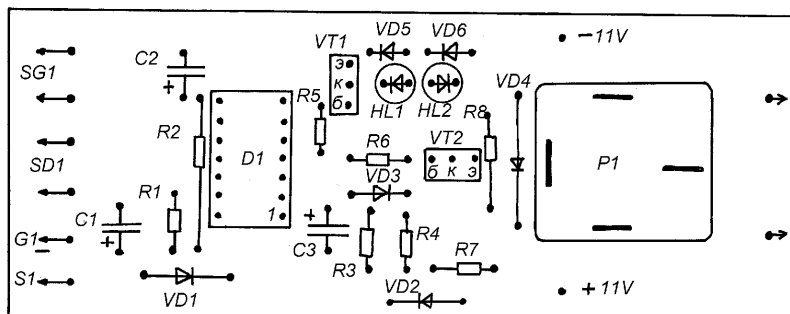 VD5 VD6
VT1
C2
SG1
+
э
к
б
HL1 HL2
-11V
VD4
R5
R8
R2
D1
R6
VT2
P1
SD1
VD3
б к э
R1
C1
1
+
+
G1
-
C3
R3
R4
R7
S1
VD1
VD2
+11V